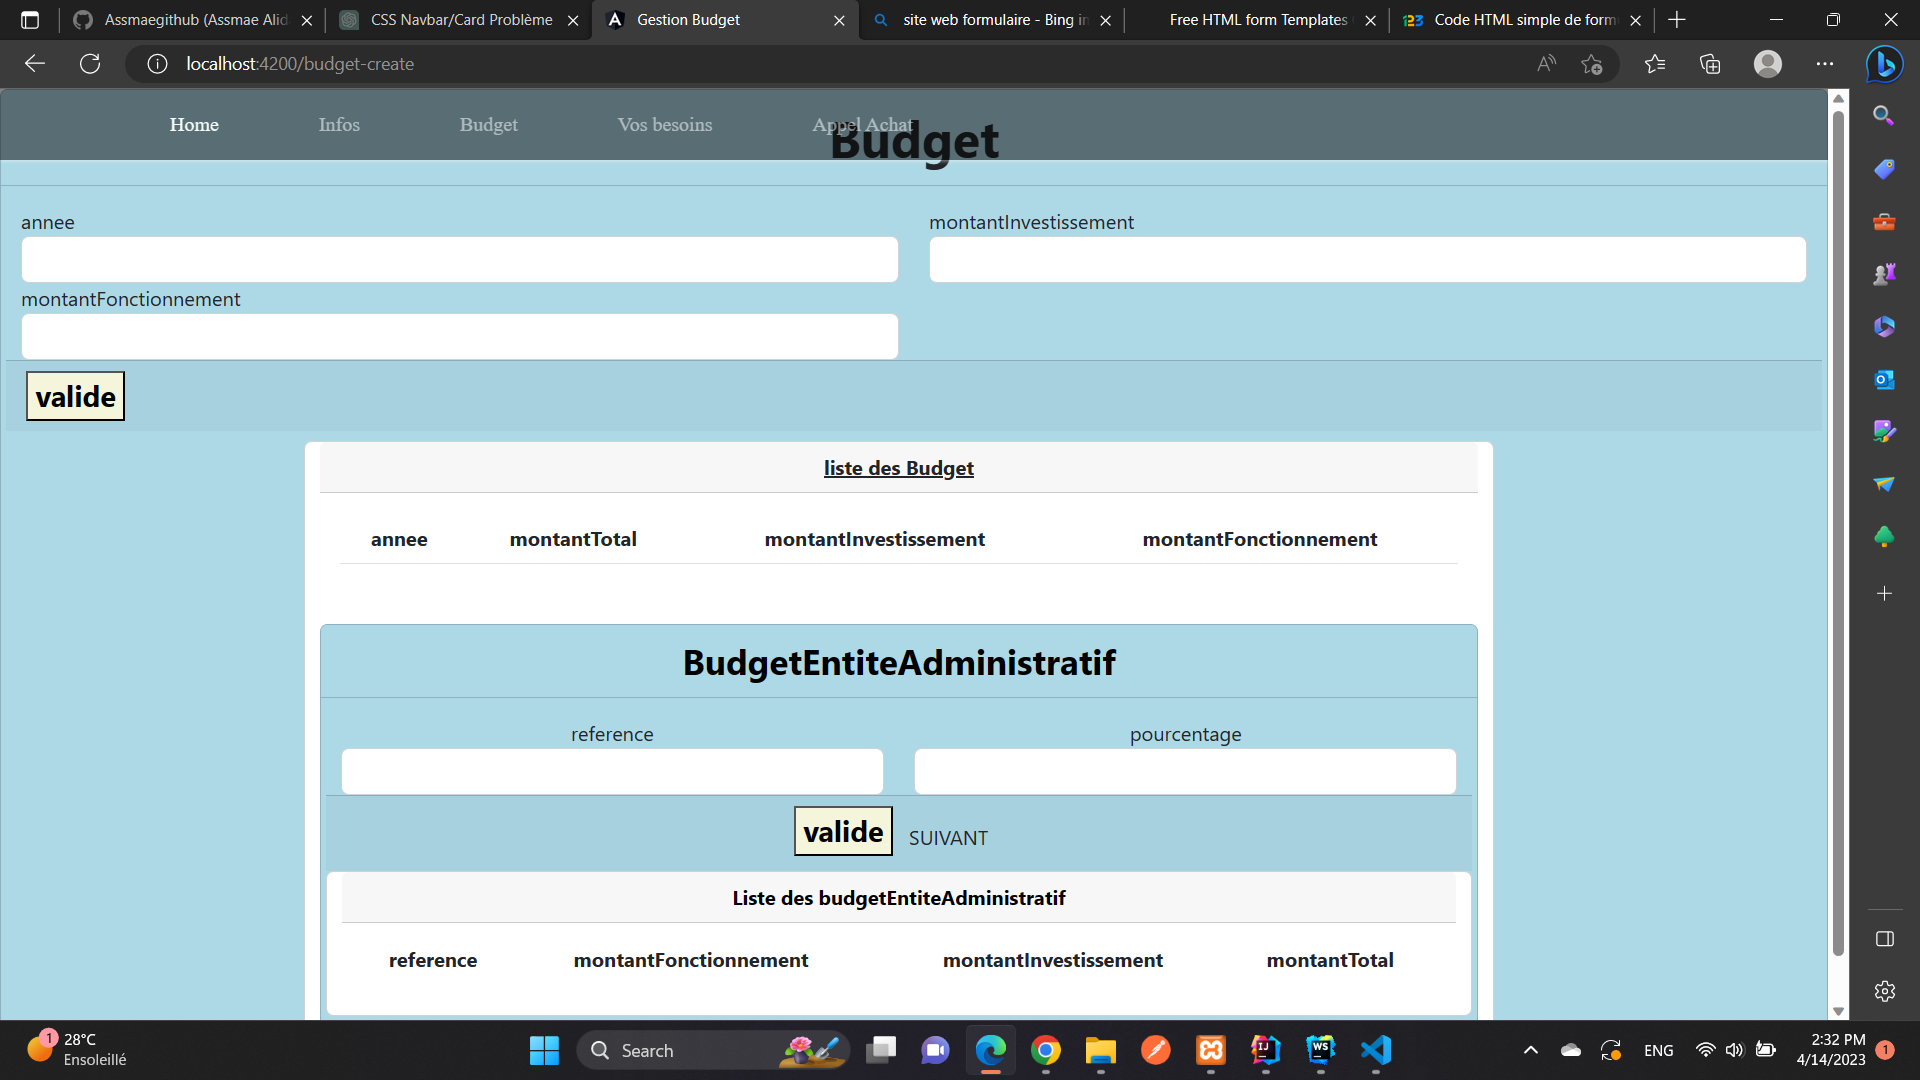 Assmaegithub (Assmae Alid
CSS Navbar/Card Problème
Gestion Budget
site web formulaire - Bing in
Free HTML form Templates
Code HTML simple de form
localhost:4200/budget-create
Home Infos Budget Vos besoins Appel Achat
Budget
annee montantInvestissement
montantFonctionnement
valide
liste des Budget
annee montantTotal montantInvestissement montantFonctionnement
BudgetEntiteAdministratif
reference pourcentage
valide SUIVANT
Liste des budgetEntiteAdministratif
reference montantFonctionnement montantInvestissement montantTotal
1
28°C
Ensoleillé
Search
ENG
2:32 PM
4/14/2023
1